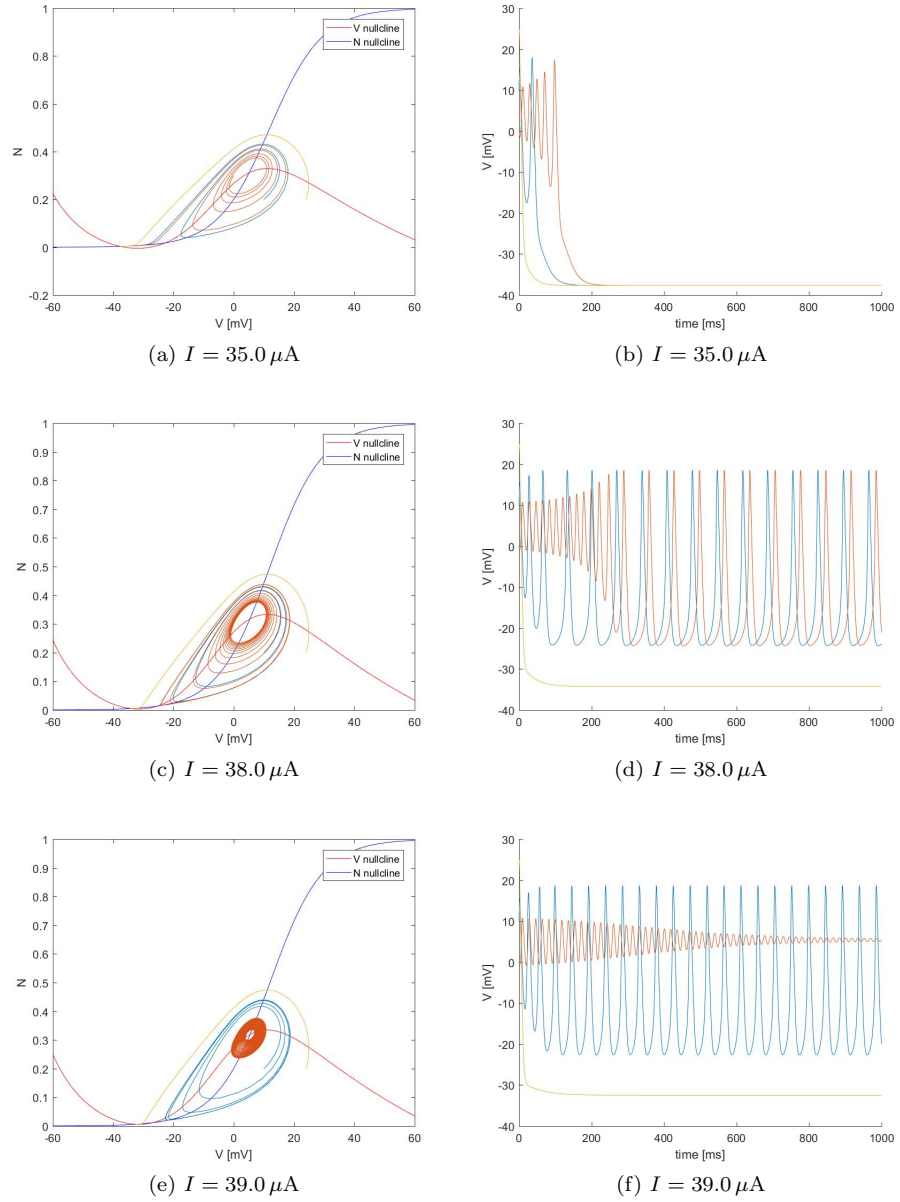 1
0.8
0.6
0.4
0.2
0
-0.2
N
-60 -40 -20 0 20 40 60
V [mV]
V nullcline
N nullcline
(a) I = 35.0 μA
30
20
10
0
-10
-20
-30
-40
V [mV]
0 200 400 600 800 1000
time [ms]
(b) I = 35.0 μA
1
0.9
0.8
0.7
0.6
0.5
0.4
0.3
0.2
0.1
0
N
-60 -40 -20 0 20 40 60
V [mV]
V nullcline
N nullcline
(c) I = 38.0 μA
30
20
10
0
-10
-20
-30
-40
V [mV]
0 200 400 600 800 1000
time [ms]
(d) I = 38.0 μA
1
0.9
0.8
0.7
0.6
0.5
0.4
0.3
0.2
0.1
0
N
-60 -40 -20 0 20 40 60
V [mV]
V nullcline
N nullcline
(e) I = 39.0 μA
30
20
10
0
-10
-20
-30
-40
V [mV]
0 200 400 600 800 1000
time [ms]
(f) I = 39.0 μA